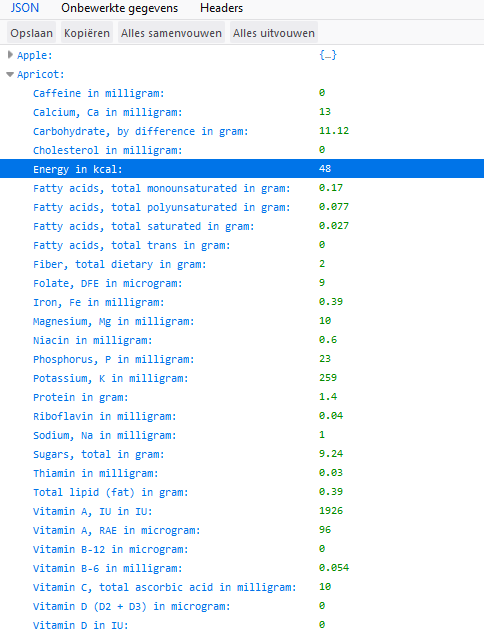 JSON Onbewerkte gegevens Headers
Opslaan Kopiëren Alles samenvouwen Alles uitvouwen
Apple: {…}
Apricot:
Caffeine in milligram: 0
Calcium, Ca in milligram: 13
Carbohydrate, by difference in gram: 11.12
Cholesterol in milligram: 0
Energy in kcal: 48
Fatty acids, total monounsaturated in gram: 0.17
Fatty acids, total polyunsaturated in gram: 0.077
Fatty acids, total saturated in gram: 0.027
Fatty acids, total trans in gram: 0
Fiber, total dietary in gram: 2
Folate, DFE in microgram: 9
Iron, Fe in milligram: 0.39
Magnesium, Mg in milligram: 10
Niacin in milligram: 0.6
Phosphorus, P in milligram: 23
Potassium, K in milligram: 259
Protein in gram: 1.4
Riboflavin in milligram: 0.04
Sodium, Na in milligram: 1
Sugars, total in gram: 9.24
Thiamin in milligram: 0.03
Total lipid (fat) in gram: 0.39
Vitamin A, IU in IU: 1926
Vitamin A, RAE in microgram: 96
Vitamin B-12 in microgram: 0
Vitamin B-6 in milligram: 0.054
Vitamin C, total ascorbic acid in milligram: 10
Vitamin D (D2 + D3) in microgram: 0
Vitamin D in IU: 0